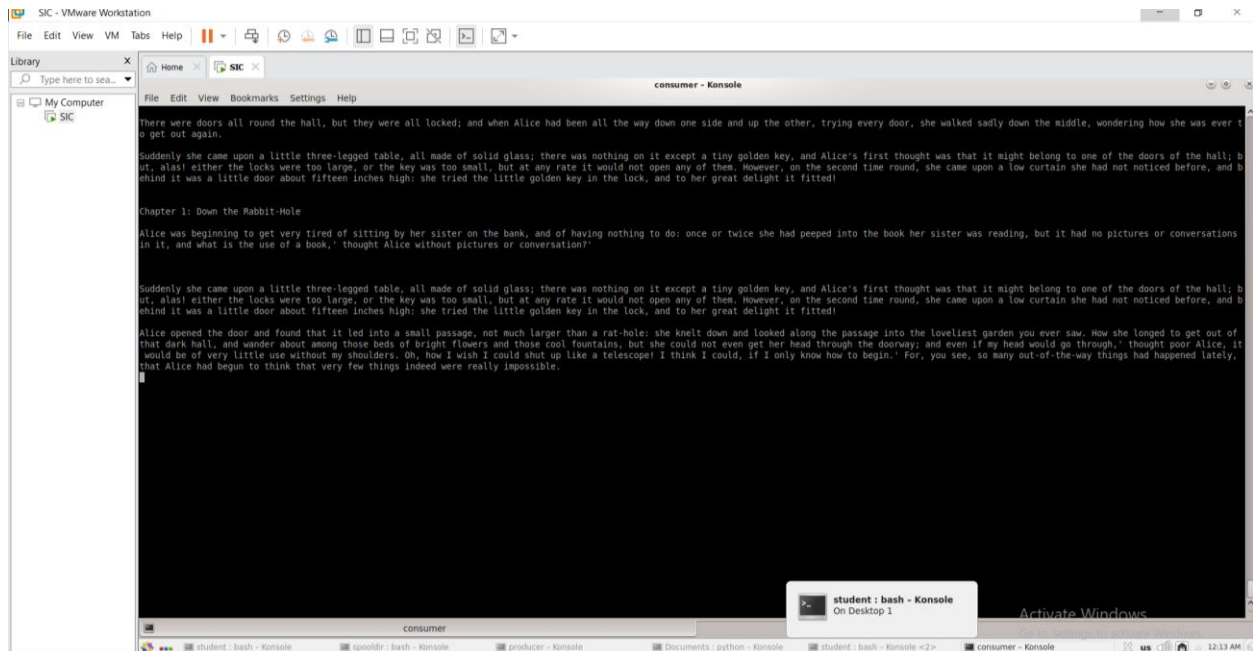 SIC - VMware Workstation
File Edit View VM Tabs Help
Library X
Type here to sea...
My Computer
SIC
Home
SIC
consumer - Konsole
File Edit View Bookmarks Settings Help
There were doors all round the hall, but they were all locked; and when Alice had been all the way down one side and up the other, trying every door, she walked sadly down the middle, wondering how she was ever t
o get out again.
Suddenly she came upon a little three-legged table, all made of solid glass; there was nothing on it except a tiny golden key, and Alice's first thought was that it might belong to one of the doors of the hall; b
ut, alas! either the locks were too large, or the key was too small, but at any rate it would not open any of them. However, on the second time round, she came upon a low curtain she had not noticed before, and b
ehind it was a little door about fifteen inches high: she tried the little golden key in the lock, and to her great delight it fitted!
Chapter 1: Down the Rabbit-Hole
Alice was beginning to get very tired of sitting by her sister on the bank, and of having nothing to do: once or twice she had peeped into the book her sister was reading, but it had no pictures or conversations
in it, and what is the use of a book,' thought Alice without pictures or conversation?'
Suddenly she came upon a little three-legged table, all made of solid glass; there was nothing on it except a tiny golden key, and Alice's first thought was that it might belong to one of the doors of the hall; b
ut, alas! either the locks were too large, or the key was too small, but at any rate it would not open any of them. However, on the second time round, she came upon a low curtain she had not noticed before, and b
ehind it was a little door about fifteen inches high: she tried the little golden key in the lock, and to her great delight it fitted!
Alice opened the door and found that it led into a small passage, not much larger than a rat-hole: she knelt down and looked along the passage into the loveliest garden you ever saw. How she longed to get out of
that dark hall, and wander about among those beds of bright flowers and those cool fountains, but she could not even get her head through the doorway; and even if my head would go through,' thought poor Alice, it
would be of very little use without my shoulders. Oh, how I wish I could shut up like a telescope! I think I could, if I only know how to begin.' For, you see, so many out-of-the-way things had happened lately,
that Alice had begun to think that very few things indeed were really impossible.
student : bash - Konsole
On Desktop 1
Activate Windows
consumer
student : bash - Konsole
spooldir : bash - Konsole
producer - Konsole
Documents : python - Konsole
student : bash - Konsole <2>
consumer - Konsole
us
12:13 AM